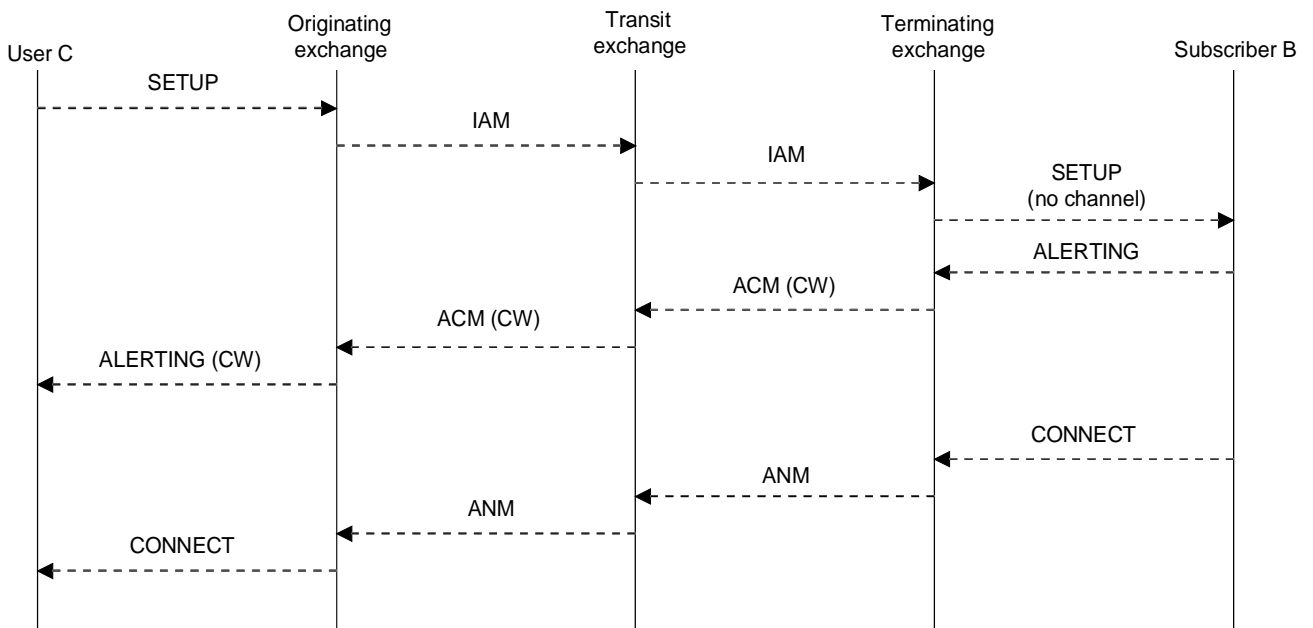 User C
Originating
exchange
Transit
exchange
Terminating
exchange
Subscriber B
SETUP
IAM
IAM
SETUP
(no channel)
ALERTING
ACM (CW)
ACM (CW)
ALERTING (CW)
CONNECT
ANM
ANM
CONNECT